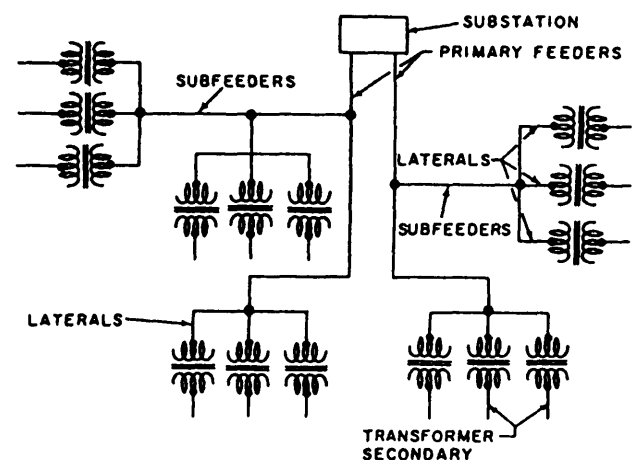 SUBSTATION
PRIMARY FEEDERS
SUBFEEDERS
LATERALS
SUBFEEDERS
LATERALS
TRANSFORMER
SECONDARY